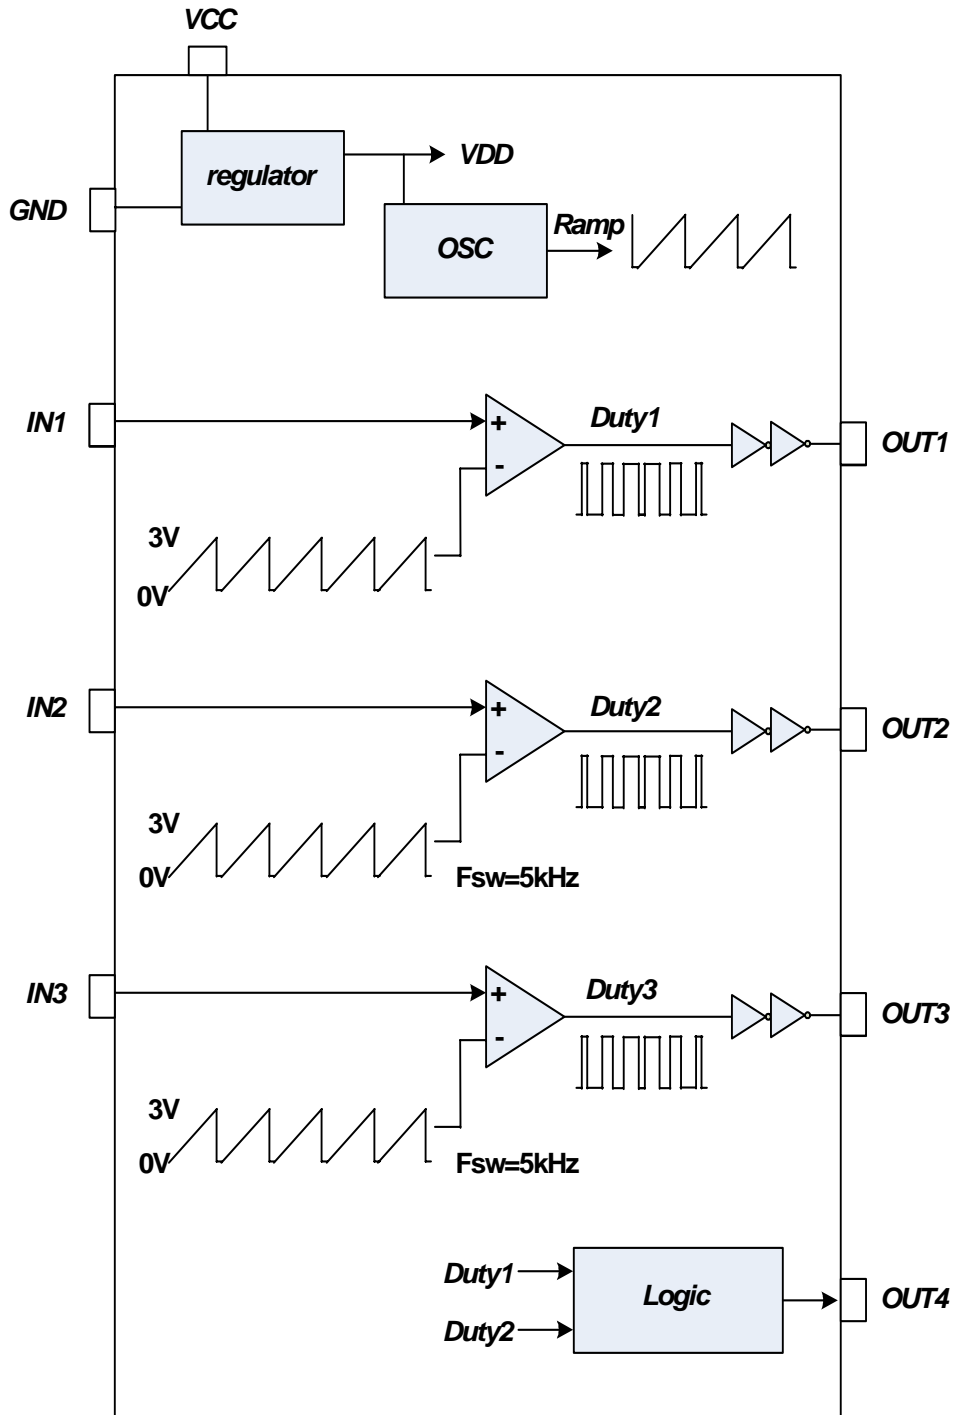 VCC
regulator
VDD
GND
OSC
Ramp
IN1
+
-
Duty1
OUT1
3V
0V
IN2
+
-
Duty2
OUT2
3V
0V
Fsw=5kHz
IN3
+
-
Duty3
OUT3
3V
0V
Fsw=5kHz
Duty1
Duty2
Logic
OUT4